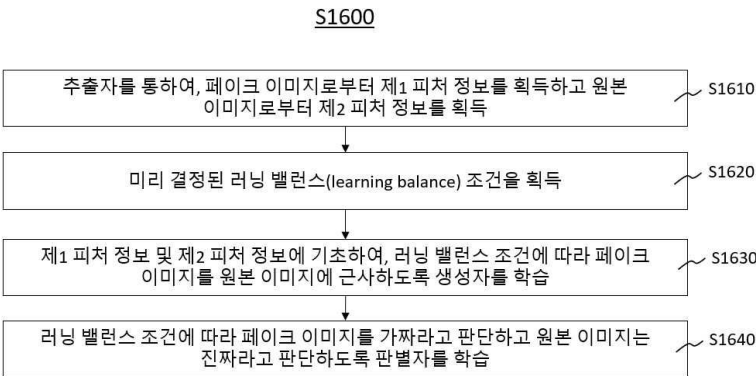 S1600
추출자를 통하여, 페이크 이미지로부터 제1 피처 정보를 획득하고 원본
이미지로부터 제2 피처 정보를 획득
S1610
미리 결정된 러닝 밸런스(learning balance) 조건을 획득
S1620
제1 피처 정보 및 제2 피처 정보에 기초하여, 러닝 밸런스 조건에 따라 페이크
이미지를 원본 이미지에 근사하도록 생성자를 학습
S1630
러닝 밸런스 조건에 따라 페이크 이미지를 가짜라고 판단하고 원본 이미지는
진짜라고 판단하도록 판별자를 학습
S1640